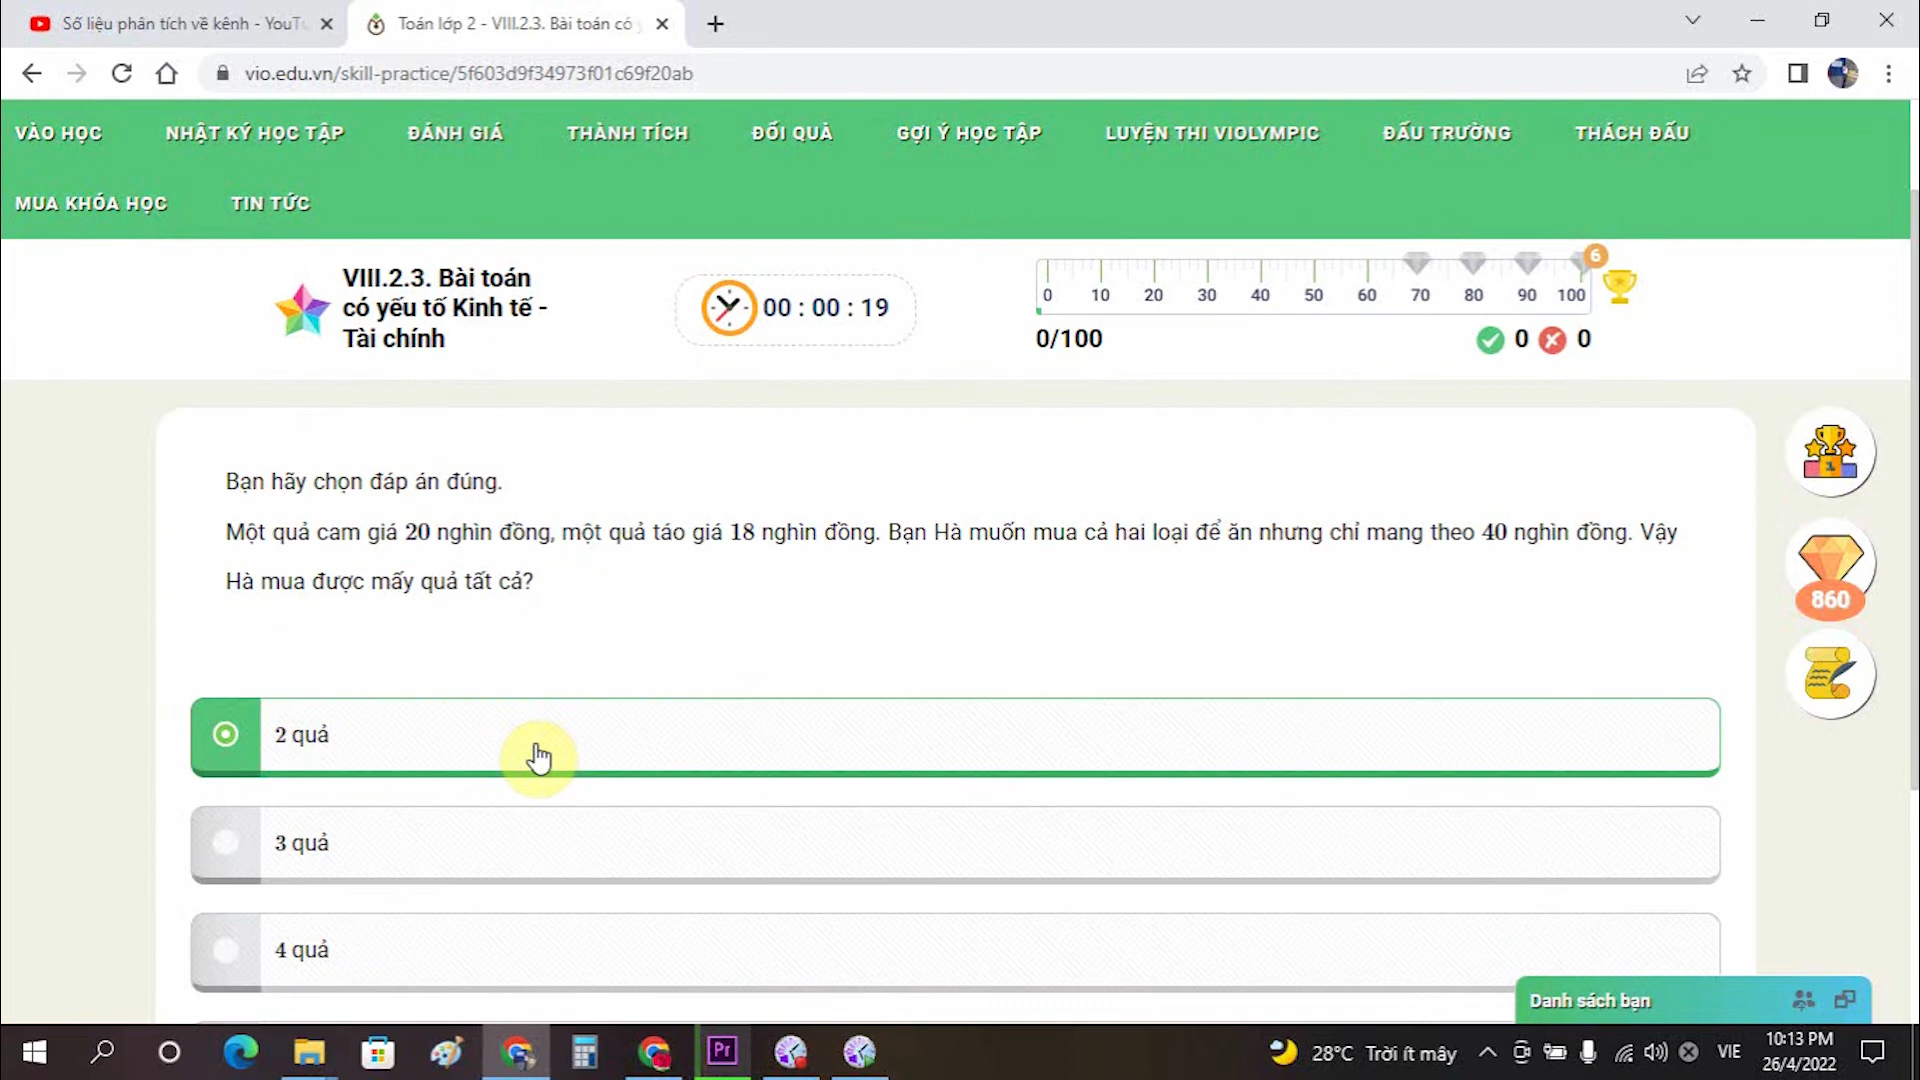 Số liệu phân tích về kênh - YouTu
Toán lớp 2 - VIII.2.3. Bài toán có y
vio.edu.vn/skill-practice/5f603d9f34973f01c69f20ab
VÀO HỌC NHẬT KÝ HỌC TẬP ĐÁNH GIÁ THÀNH TÍCH ĐỔI QUÀ GỢI Ý HỌC TẬP LUYỆN THI VIOLYMPIC ĐẤU TRƯỜNG THÁCH ĐẤU
MUA KHÓA HỌC TIN TỨC
VIII.2.3. Bài toán
có yếu tố Kinh tế -
Tài chính
00 : 00 : 19
6
0 10 20 30 40 50 60 70 80 90 100
0/100
0 0
Bạn hãy chọn đáp án đúng.
Một quả cam giá 20 nghìn đồng, một quả táo giá 18 nghìn đồng. Bạn Hà muốn mua cả hai loại để ăn nhưng chỉ mang theo 40 nghìn đồng. Vậy
Hà mua được mấy quả tất cả?
1
860
2 quả
3 quả
4 quả
Danh sách bạn
Pr
28°C Trời ít mây
VIE
10:13 PM
26/4/2022